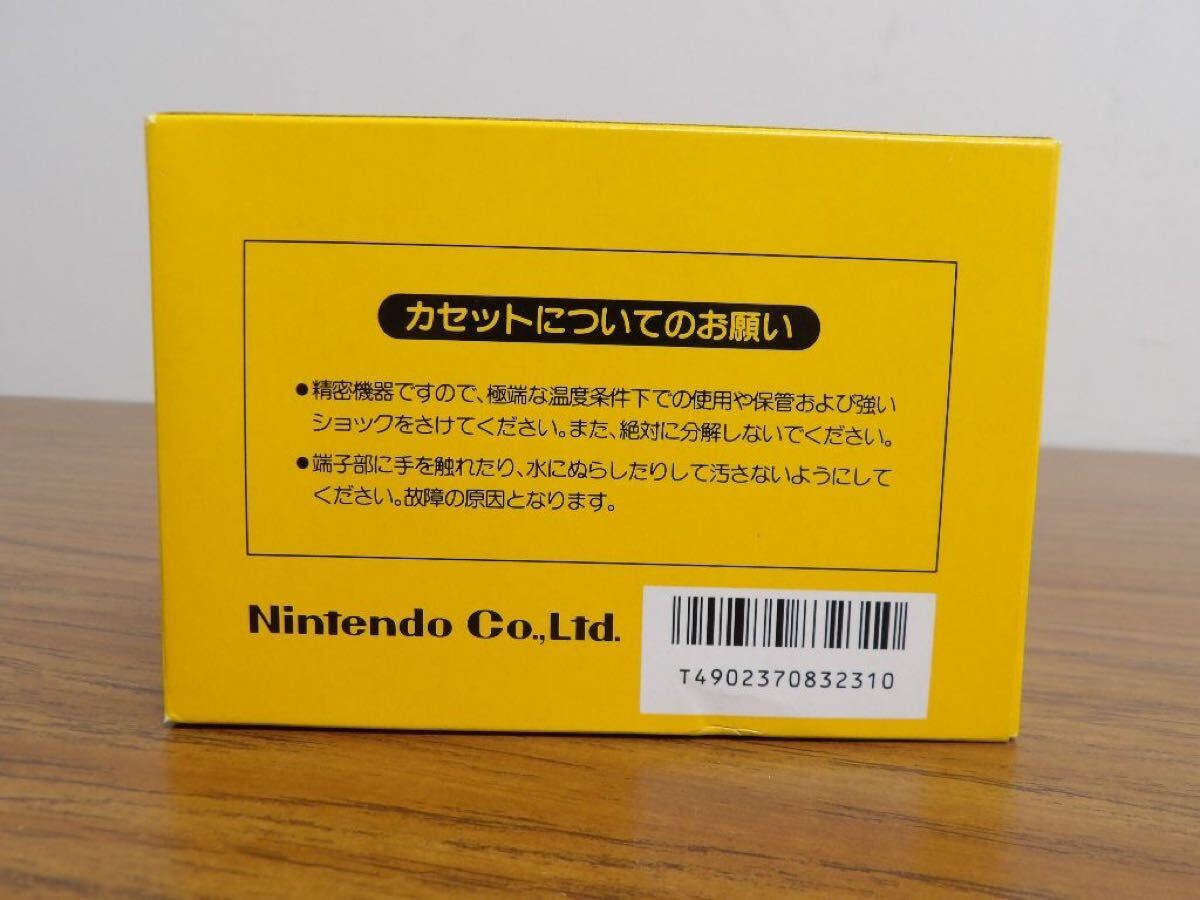 カセットについてのお願い
●精密機器ですので、極端な温度条件下での使用や保管および強い
ショックをさけてください。また、絶対に分解しないでください。
●端子部に手を触れたり、水にぬらしたりして汚さないようにして
ください。故障の原因となります。
Nintendo Co.,Ltd.
T4902370832310